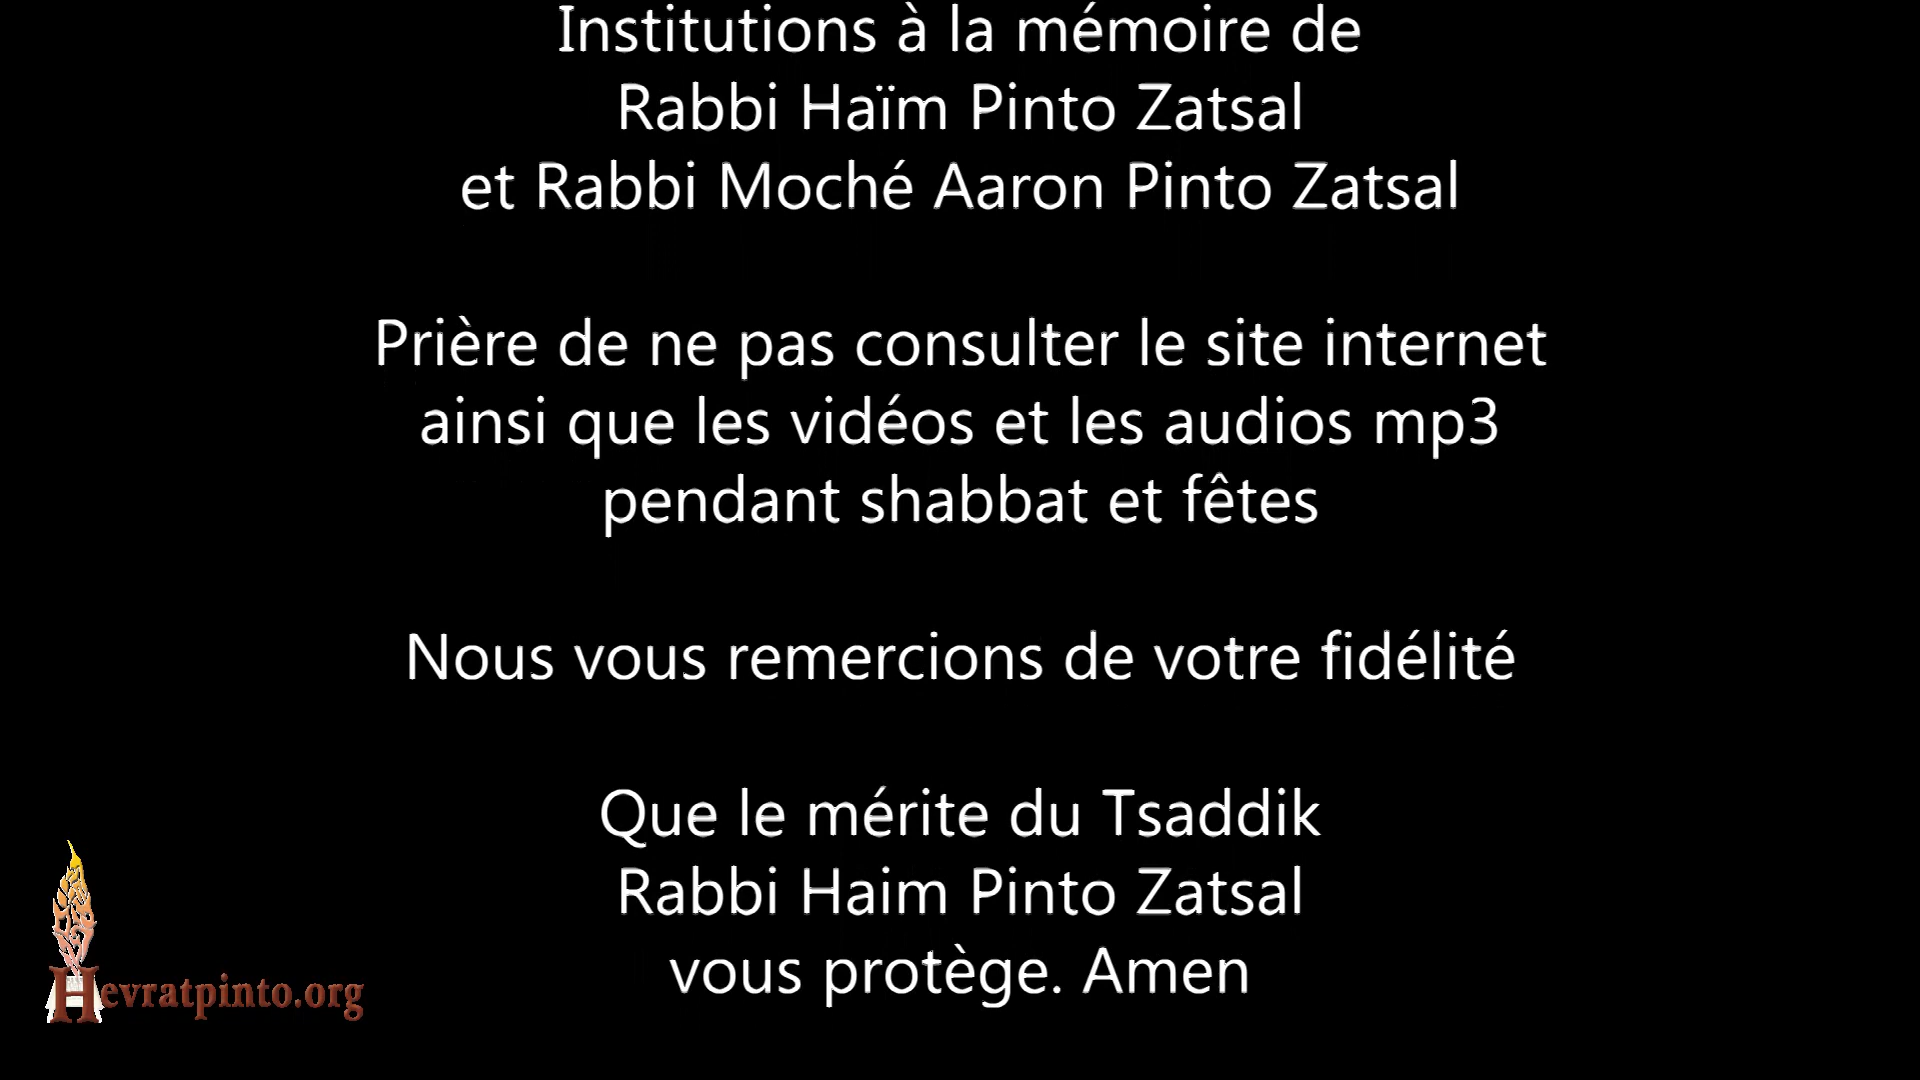 Institutions à la mémoire de
Rabbi Haïm Pinto Zatsal
et Rabbi Moché Aaron Pinto Zatsal
Prière de ne pas consulter le site internet
ainsi que les vidéos et les audios mp3
pendant shabbat et fêtes
Nous vous remercions de votre fidélité
Que le mérite du Tsaddik
Rabbi Haim Pinto Zatsal
vous protège. Amen
Hevratpinto.org